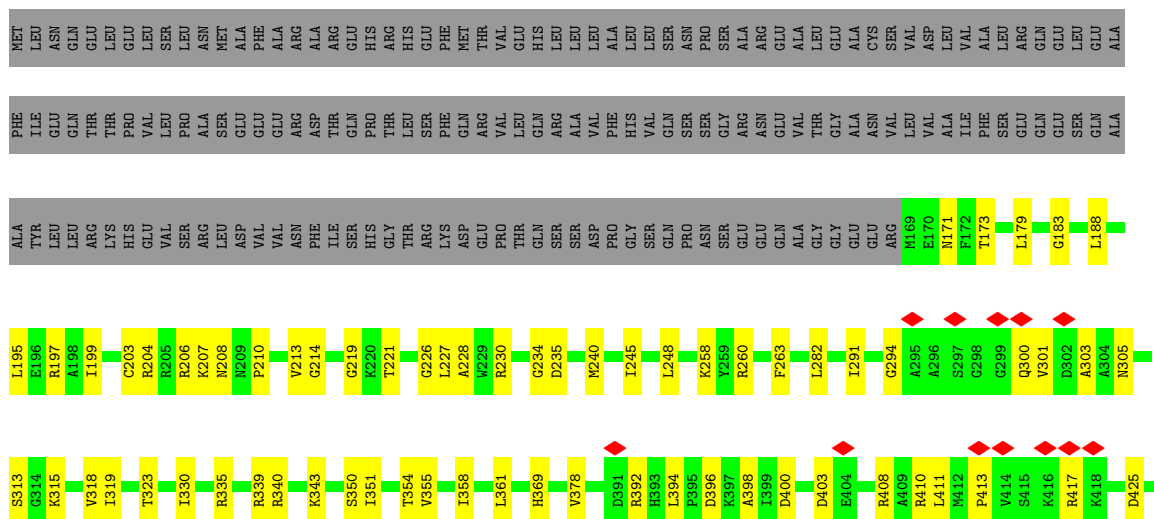 MET LEU ASN GLN GLU LEU GLU LEU SER LEU ASN MET ALA PHE ALA ARG ALA ARG GLU HIS ARG HIS GLU PHE MET THR VAL GLU HIS LEU LEU LEU ALA LEU LEU SER ASN PRO SER ALA ARG GLU ALA LEU GLU ALA CYS SER VAL ASP LEU VAL ALA LEU ARG GLN GLU LEU GLU ALA
PHE ILE GLU GLN THR THR PRO VAL LEU PRO ALA SER GLU GLU GLU ARG ASP THR GLN PRO THR LEU SER PHE GLN ARG VAL LEU GLN ARG ALA VAL PHE HIS VAL GLN SER SER GLY ARG ASN GLU VAL THR GLY ALA ASN VAL LEU VAL ALA ILE PHE SER GLU GLN GLU SER GLN ALA
ALA TYR LEU LEU ARG LYS HIS GLU VAL SER ARG LEU ASP VAL VAL ASN PHE ILE SER HIS GLY THR ARG LYS ASP GLU PRO THR GLN SER SER ASP PRO GLY SER GLN PRO ASN SER GLU GLU GLN ALA GLY GLY GLU GLU ARG M169 E170 N171 F172 T173 L179 G183 L188
L195 E196 R197 A198 I199 C203 R204 R205 R206 K207 N208 N209 P210 V213 G214 G219 K220 T221 G226 L227 A228 W229 R230 G234 D235 M240 I245 L248 K258 Y259 R260 F263 L282 I291 G294 A295 A296 S297 G298 G299 Q300 V301 D302 A303 A304 N305
S313 G314 K315 V318 I319 T323 I330 R335 R339 R340 K343 S350 I351 T354 V355 I358 L361 H369 V378 D391 R392 H393 L394 P395 D396 K397 A398 I399 D400 D403 E404 R408 A409 R410 L411 M412 P413 V414 S415 K416 R417 K418 D425